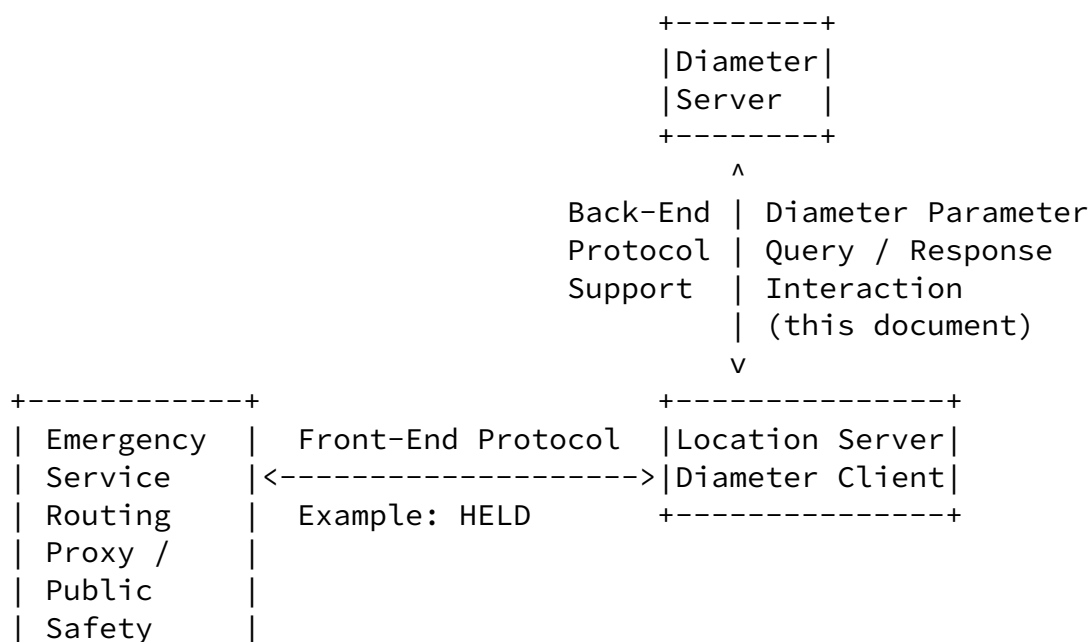 +--------+
                                    |Diameter|
                                    |Server  |
                                    +--------+
                                        ^
                               Back-End | Diameter Parameter
                               Protocol | Query / Response
                               Support  | Interaction
                                        | (this document)
                                        v
+------------+                      +---------------+
| Emergency  |  Front-End Protocol  |Location Server|
| Service    |<-------------------->|Diameter Client|
| Routing    |  Example: HELD       +---------------+
| Proxy /    |
| Public     |
| Safety     |